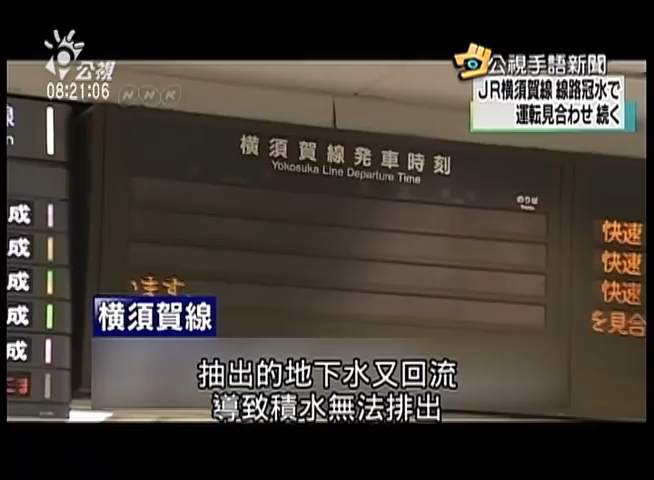 公視
08:21:06
NHK
公視手語新聞
JR横須賀線 線路冠水で
運転見合わせ 続く
横須賀線発車時刻
Yokosuka Line Departure Time
のりば
線
成
成
成
成
成
快速
快速
快速
を見合
ます
横須賀線
抽出的地下水又回流
導致積水無法排出